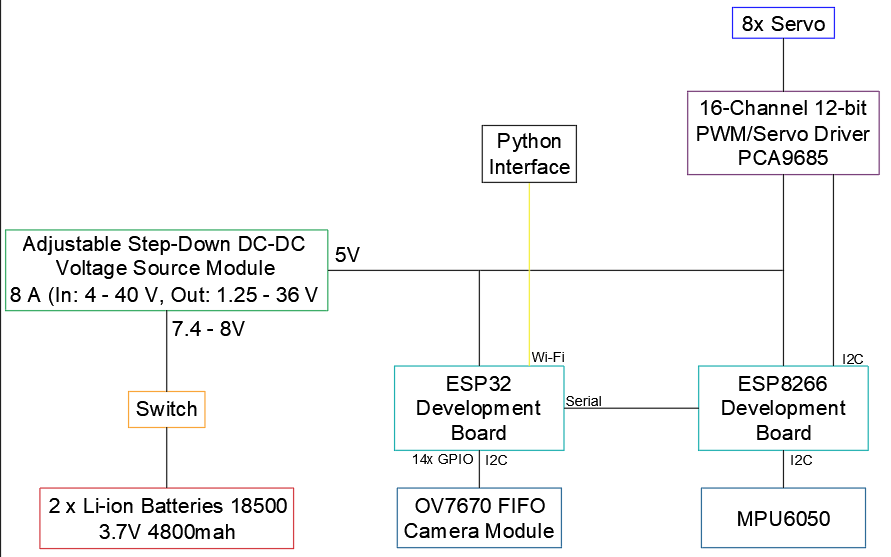 8x Servo
16-Channel 12-bit
PWM/Servo Driver
PCA9685
Python
Interface
Adjustable Step-Down DC-DC
Voltage Source Module
8 A (In: 4 - 40 V, Out: 1.25 - 36 V
5V
7.4 - 8V
Wi-Fi
I2C
ESP32
Development
Board
Serial
ESP8266
Development
Board
Switch
14x GPIO
I2C
I2C
2 x Li-ion Batteries 18500
3.7V 4800mah
OV7670 FIFO
Camera Module
MPU6050